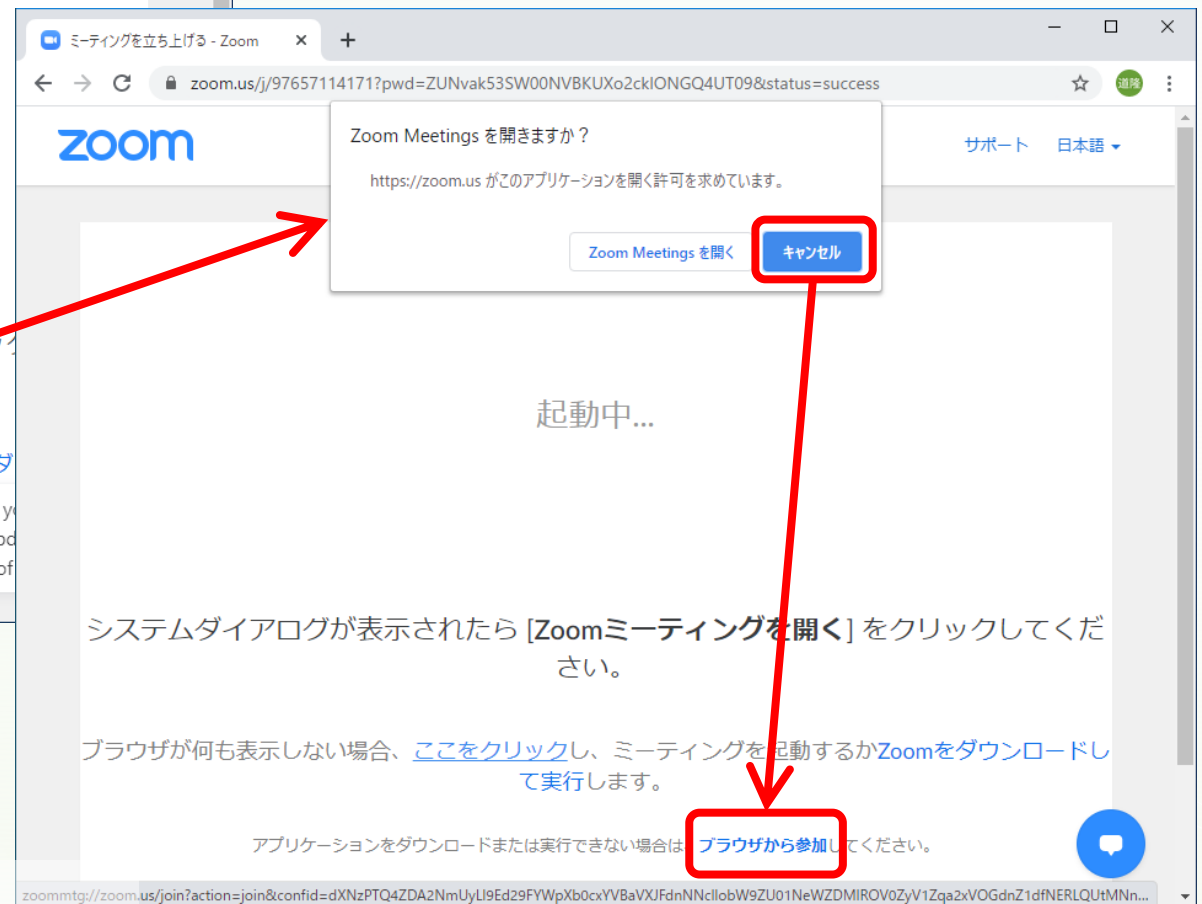 ミーティングを立ち上げる - Zoom
zoom.us/j/97657114171?pwd=ZUNvak53SW00NVBKUXo2cklONGQ4UT09&status=success
道隆
zoom
サポート 日本語
Zoom Meetings を開きますか？
https://zoom.us がこのアプリケーションを開く許可を求めています。
Zoom Meetings を開く キャンセル
起動中...
システムダイアログが表示されたら [Zoomミーティングを開く] をクリックしてくだ
さい。
ブラウザが何も表示しない場合、ここをクリックし、ミーティングを起動するかZoomをダウンロードし
て実行します。
アプリケーションをダウンロードまたは実行できない場合は ブラウザから参加してください。
ダ
of